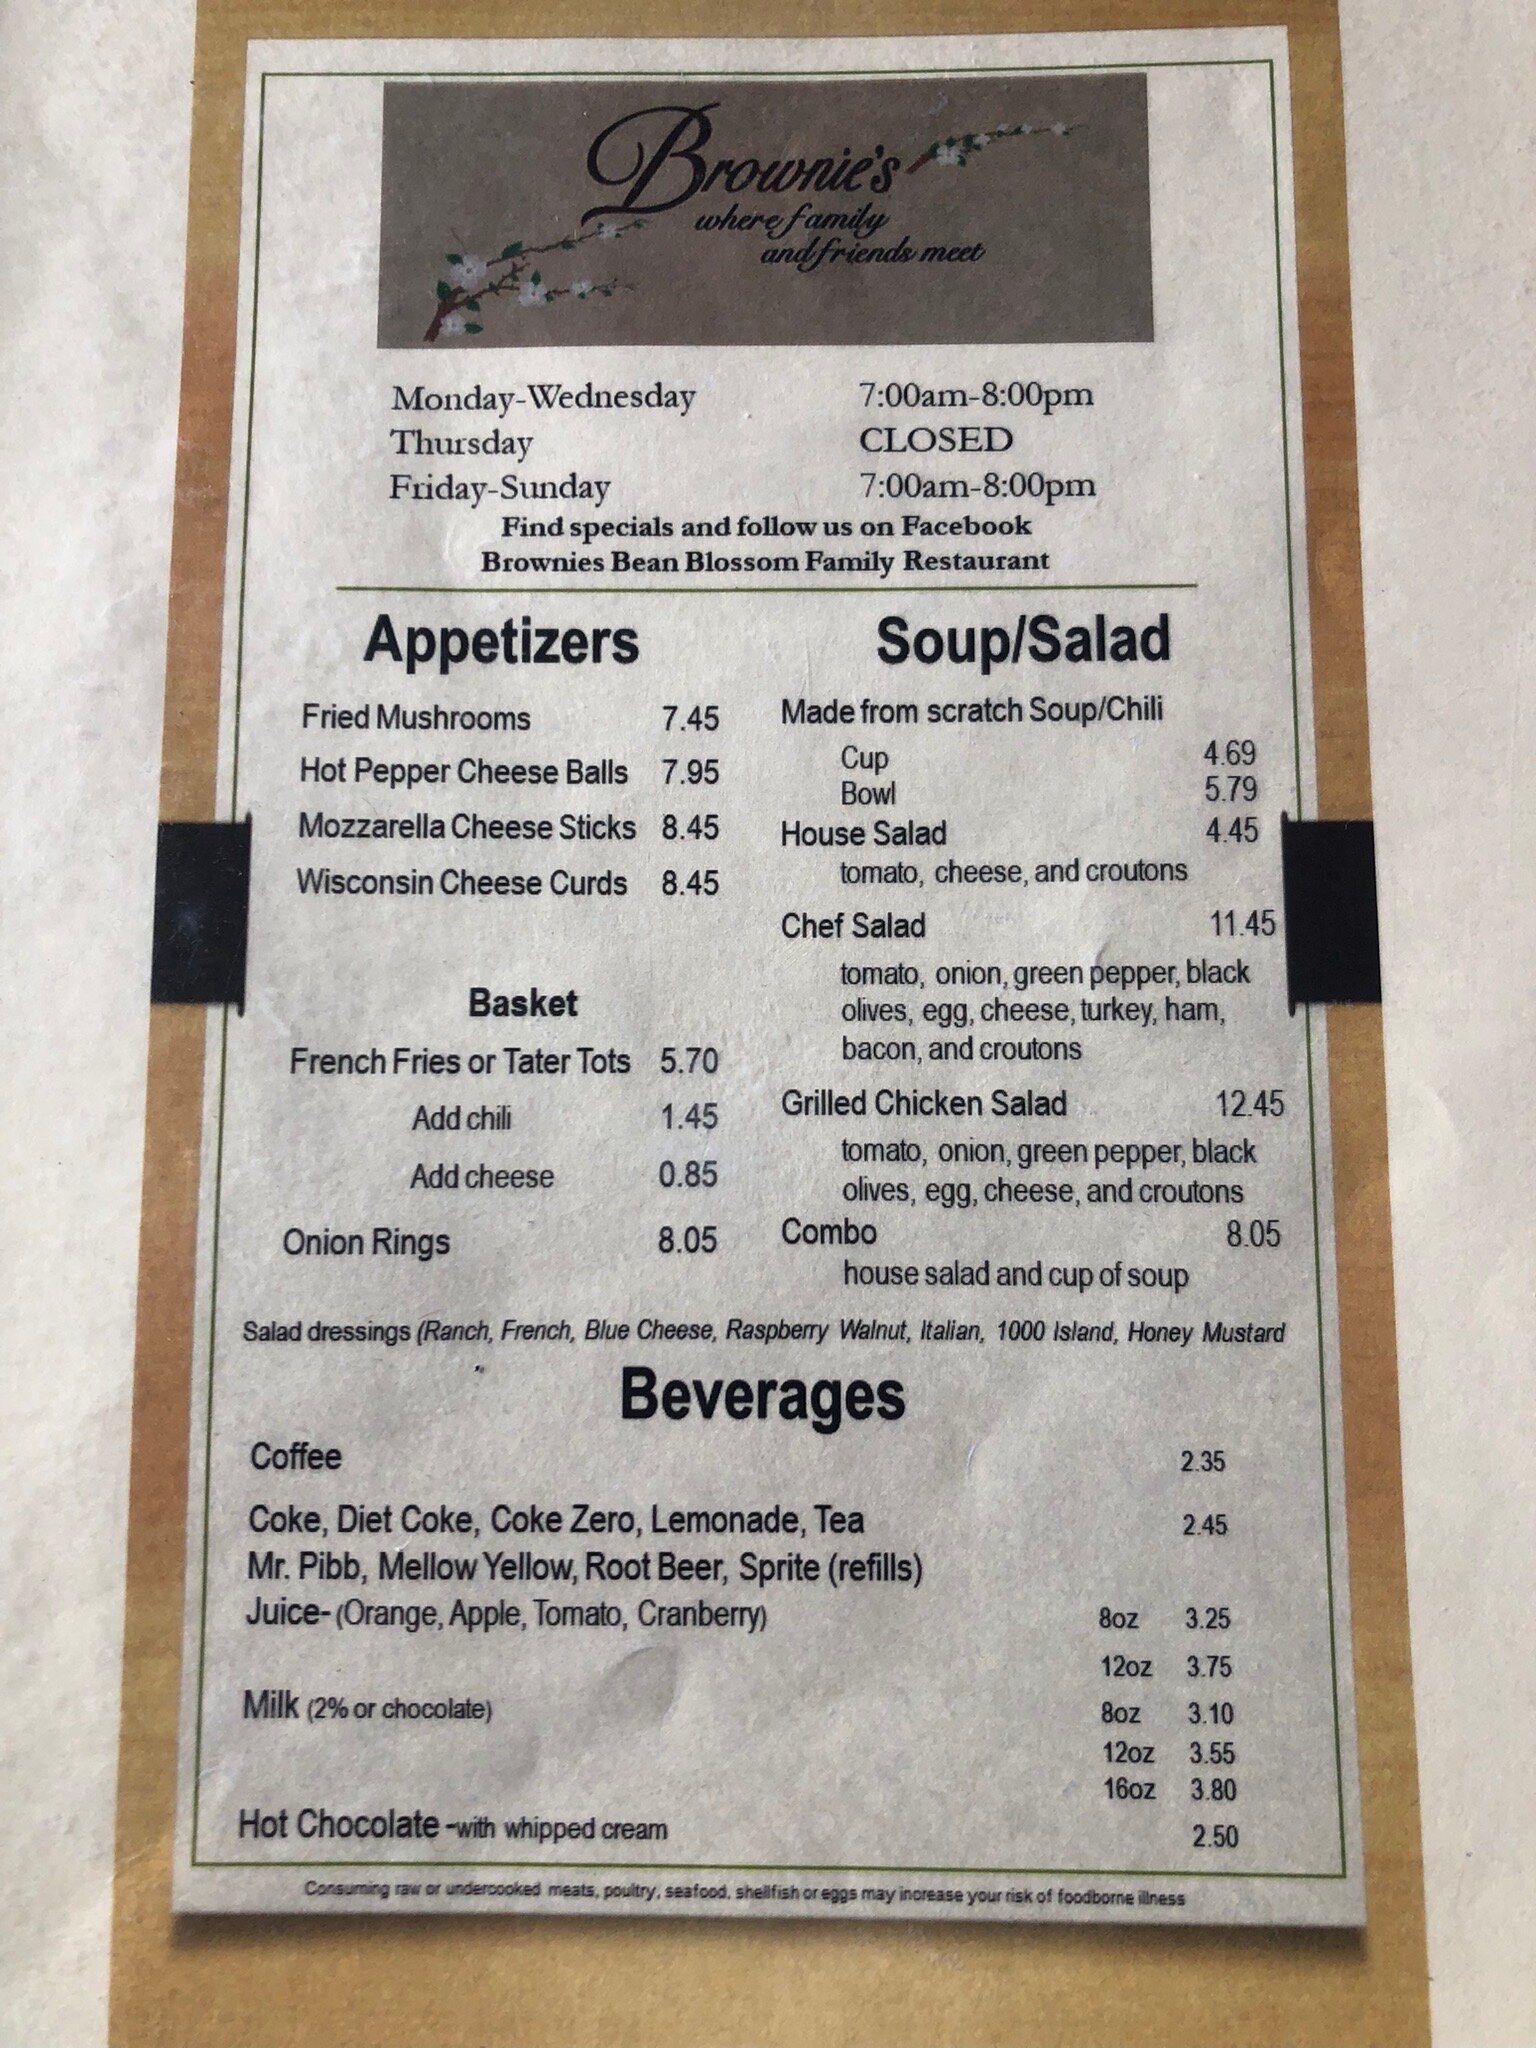 Brownie's
where family
and friends meet
Monday-Wednesday 7:00am-8:00pm
Thursday CLOSED
Friday-Sunday 7:00am-8:00pm
Find specials and follow us on Facebook
Brownies Bean Blossom Family Restaurant
Appetizers
Fried Mushrooms 7.45
Hot Pepper Cheese Balls 7.95
Mozzarella Cheese Sticks 8.45
Wisconsin Cheese Curds 8.45
Basket
French Fries or Tater Tots 5.70
Add chili 1.45
Add cheese 0.85
Onion Rings 8.05
Soup/Salad
Made from scratch Soup/Chili
Cup 4.69
Bowl 5.79
House Salad 4.45
tomato, cheese, and croutons
Chef Salad 11.45
tomato, onion, green pepper, black
olives, egg, cheese, turkey, ham,
bacon, and croutons
Grilled Chicken Salad 12.45
tomato, onion, green pepper, black
olives, egg, cheese, and croutons
Combo 8.05
house salad and cup of soup
Salad dressings (Ranch, French, Blue Cheese, Raspberry Walnut, Italian, 1000 Island, Honey Mustard
Beverages
Coffee 2.35
Coke, Diet Coke, Coke Zero, Lemonade, Tea 2.45
Mr. Pibb, Mellow Yellow, Root Beer, Sprite (refills)
Juice- (Orange, Apple, Tomato, Cranberry) 8oz 3.25
12oz 3.75
Milk (2% or chocolate) 8oz 3.10
12oz 3.55
16oz 3.80
Hot Chocolate -with whipped cream 2.50
Consuming raw or undercooked meats, poultry, seafood, shellfish or eggs may increase your risk of foodborne illness